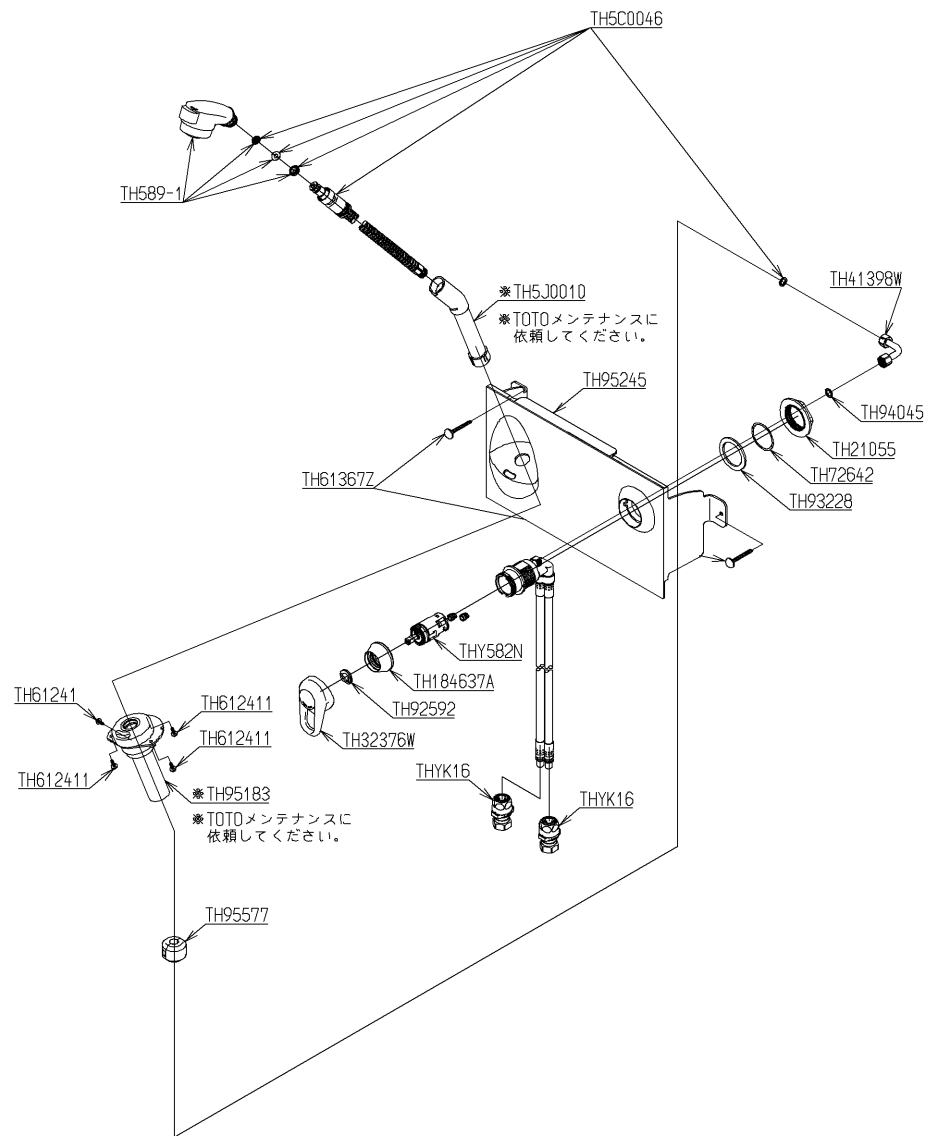 TH5C0046
TH589-1
TH41398W
※TH5J0010
※TOTOメンテナンスに
依頼してください。
TH95245
TH94045
TH21055
TH72642
TH61367Z
TH93228
THY582N
TH184637A
TH61241
TH612411
TH92592
TH32376W
TH612411
THYK16
TH612411
※TH95183
THYK16
※TOTOメンテナンスに
依頼してください。
TH95577